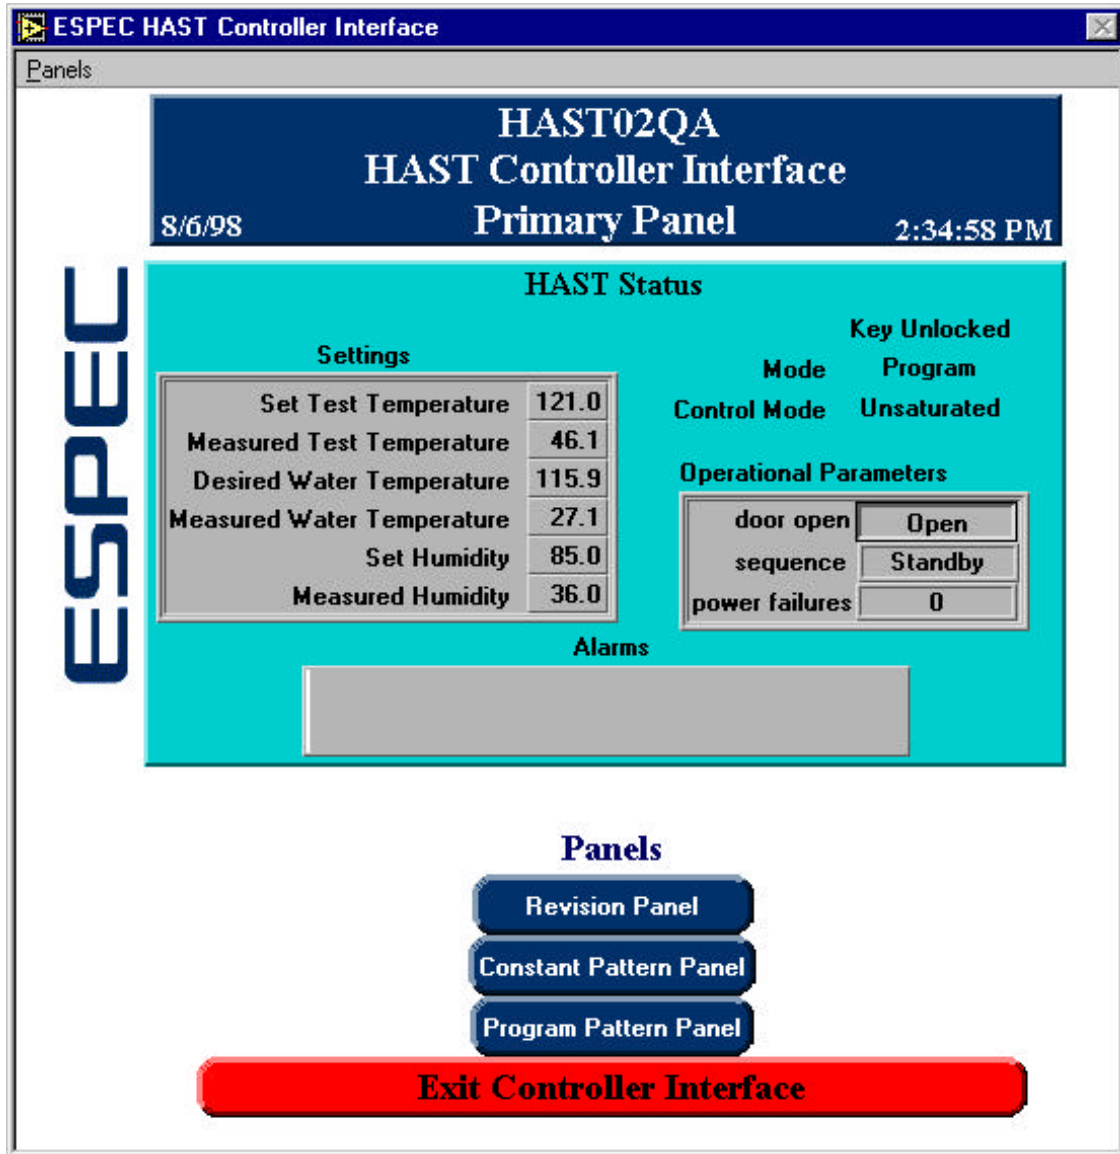 ESPEC HAST Controller Interface
Panels
HAST02QA
HAST Controller Interface
8/6/98 Primary Panel 2:34:58 PM
ESPEC
HAST Status
Key Unlocked
Settings
Mode Program
Control Mode Unsaturated
Set Test Temperature 121.0
Measured Test Temperature 46.1
Desired Water Temperature 115.9
Measured Water Temperature 27.1
Set Humidity 85.0
Measured Humidity 36.0
Operational Parameters
door open Open
sequence Standby
power failures 0
Alarms
Panels
Revision Panel
Constant Pattern Panel
Program Pattern Panel
Exit Controller Interface